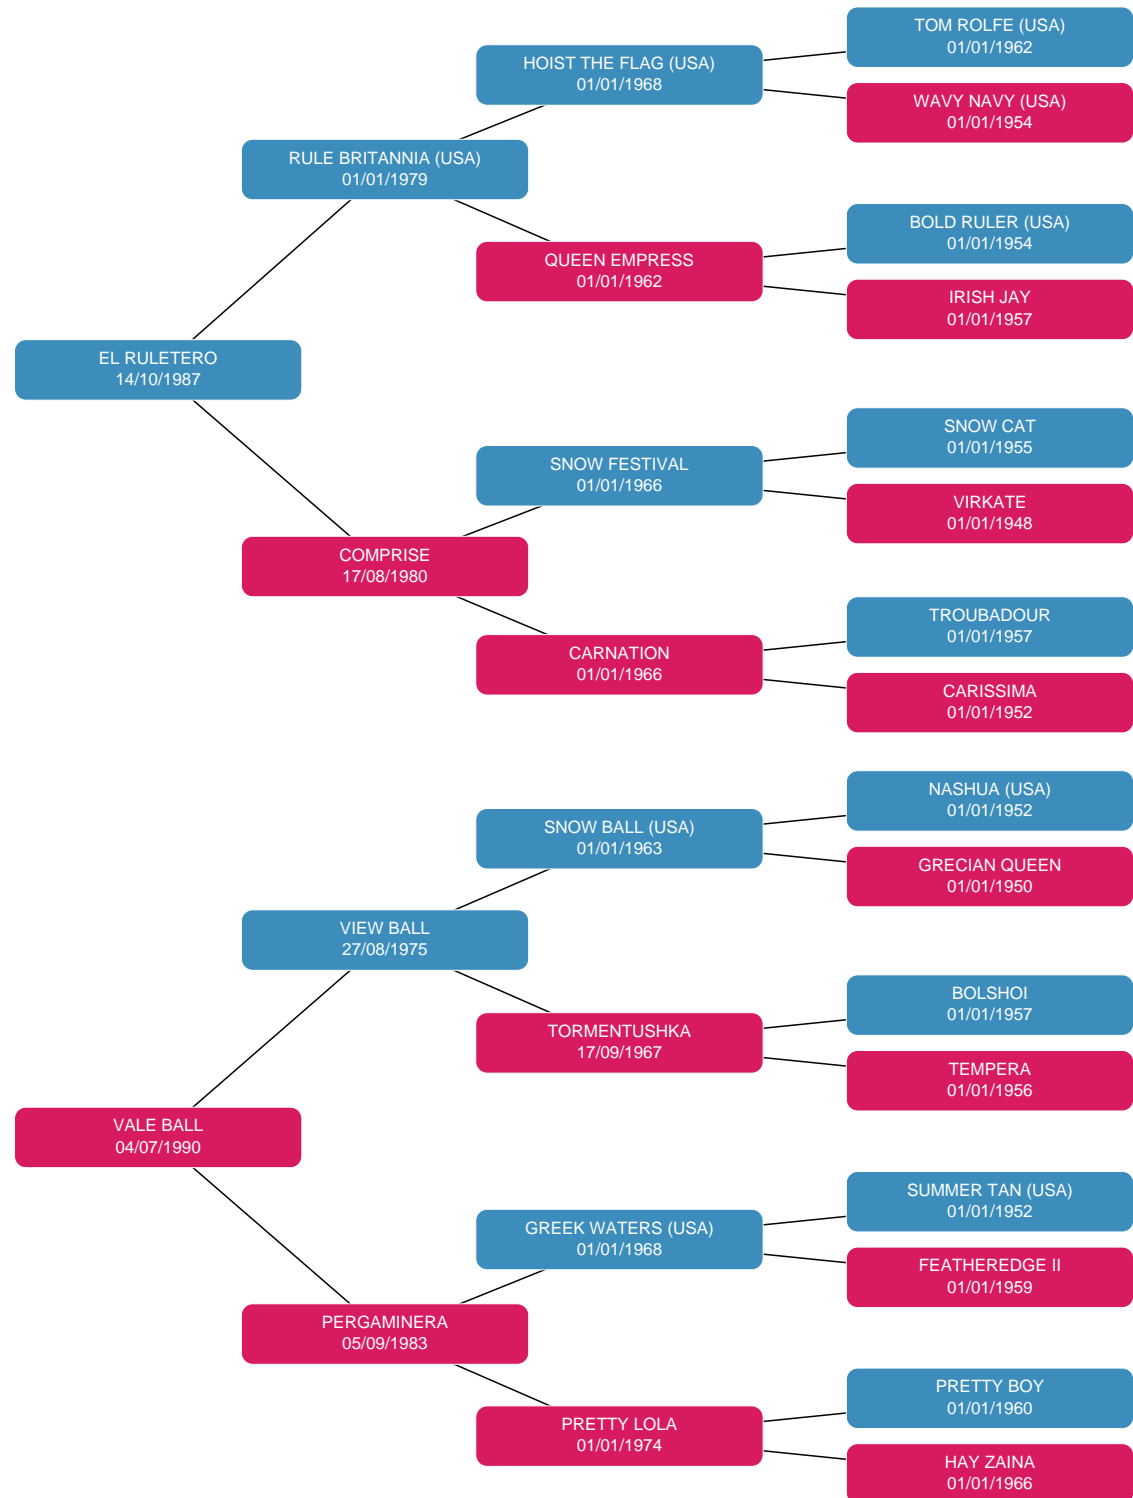 TOM ROLFE (USA)
01/01/1962
HOIST THE FLAG (USA)
01/01/1968
WAVY NAVY (USA)
01/01/1954
RULE BRITANNIA (USA)
01/01/1979
BOLD RULER (USA)
01/01/1954
QUEEN EMPRESS
01/01/1962
IRISH JAY
01/01/1957
EL RULETERO
14/10/1987
SNOW CAT
01/01/1955
SNOW FESTIVAL
01/01/1966
VIRKATE
01/01/1948
COMPRISE
17/08/1980
TROUBADOUR
01/01/1957
CARNATION
01/01/1966
CARISSIMA
01/01/1952
NASHUA (USA)
01/01/1952
SNOW BALL (USA)
01/01/1963
GRECIAN QUEEN
01/01/1950
VIEW BALL
27/08/1975
BOLSHOI
01/01/1957
TORMENTUSHKA
17/09/1967
TEMPERA
01/01/1956
VALE BALL
04/07/1990
SUMMER TAN (USA)
01/01/1952
GREEK WATERS (USA)
01/01/1968
FEATHEREDGE II
01/01/1959
PERGAMINERA
05/09/1983
PRETTY BOY
01/01/1960
PRETTY LOLA
01/01/1974
HAY ZAINA
01/01/1966